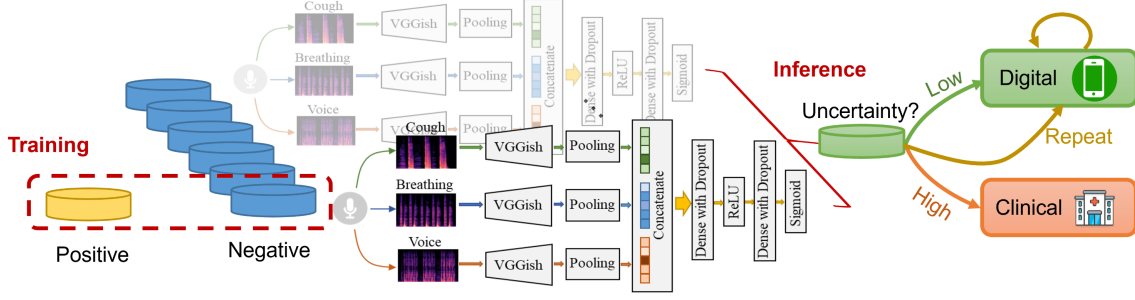 Cough
VGGish
Pooling
Breathing
VGGish
Pooling
Voice
VGGish
Pooling
Concatenate
Dense with Dropout
ReLU
Dense with Dropout
Sigmoid
Training
Positive
Negative
Cough
VGGish
Pooling
Breathing
VGGish
Pooling
Voice
VGGish
Pooling
Concatenate
Dense with Dropout
ReLU
Dense with Dropout
Sigmoid
Inference
Uncertainty?
Low
Digital
Repeat
High
Clinical